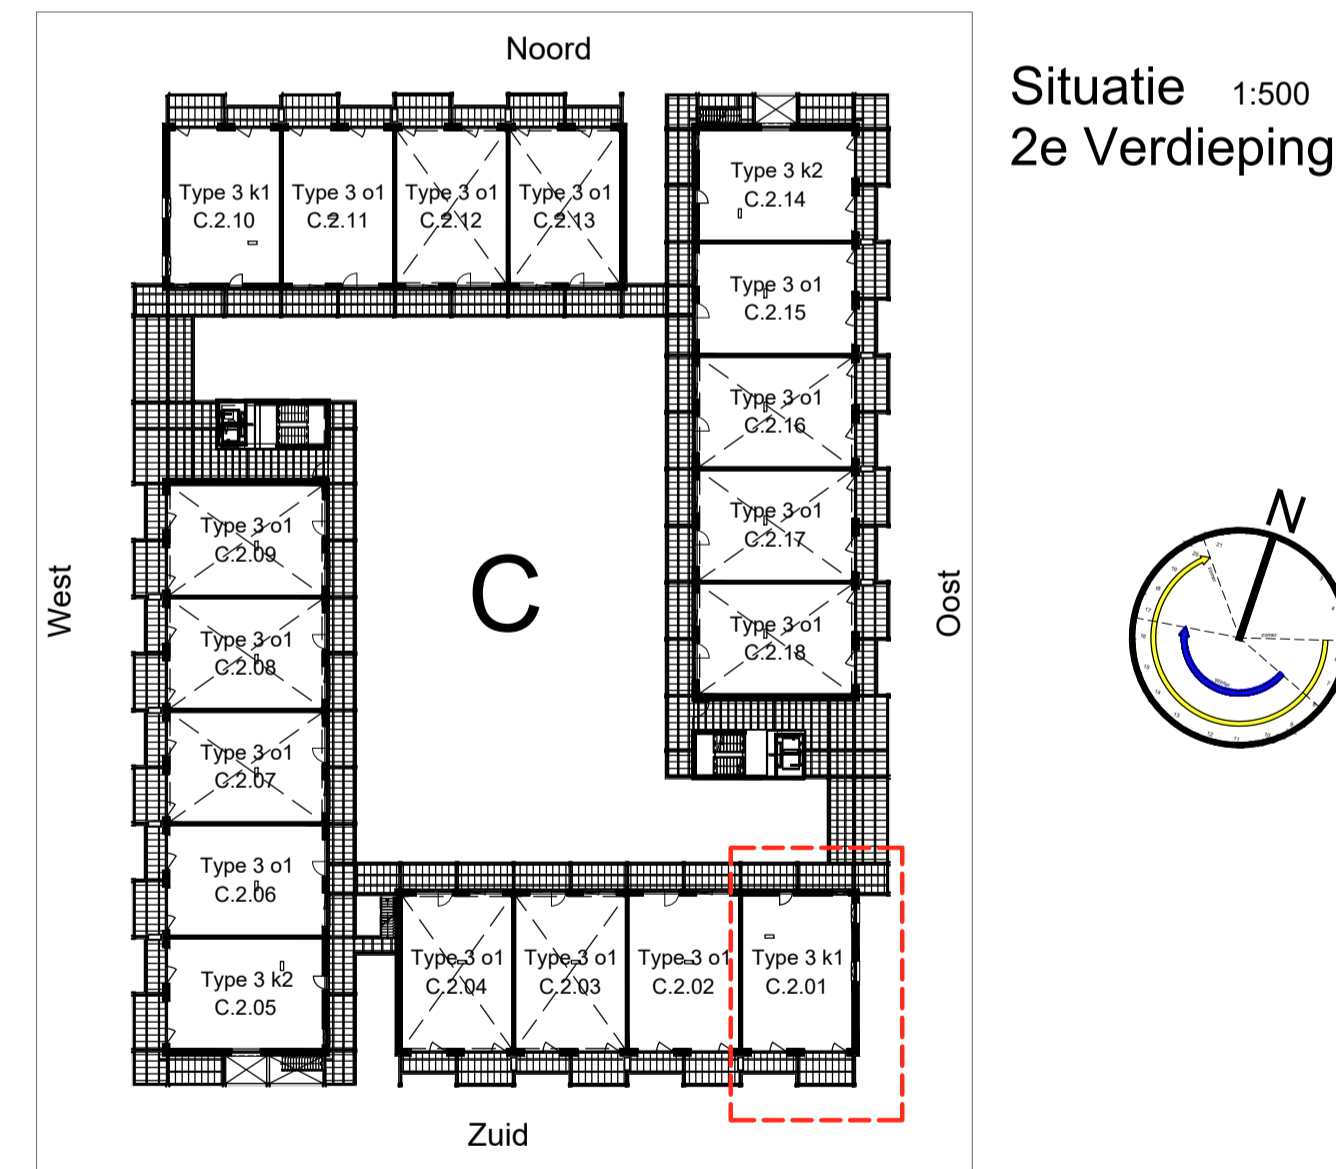 Noord
Situatie 1:500
2e Verdieping
Type 3 k1
C.2.10
Type 3 o1
C.2.11
Type 3 o1
C.2.12
Type 3 o1
C.2.13
Type 3 k2
C.2.14
Type 3 o1
C.2.15
Type 3 o1
C.2.16
Type 3 o1
C.2.17
Type 3 o1
C.2.18
Type 3 o1
C.2.09
Type 3 o1
C.2.08
Type 3 o1
C.2.07
Type 3 o1
C.2.06
Type 3 k2
C.2.05
Type 3 o1
C.2.04
Type 3 o1
C.2.03
Type 3 o1
C.2.02
Type 3 k1
C.2.01
C
West
Oost
N
Zuid